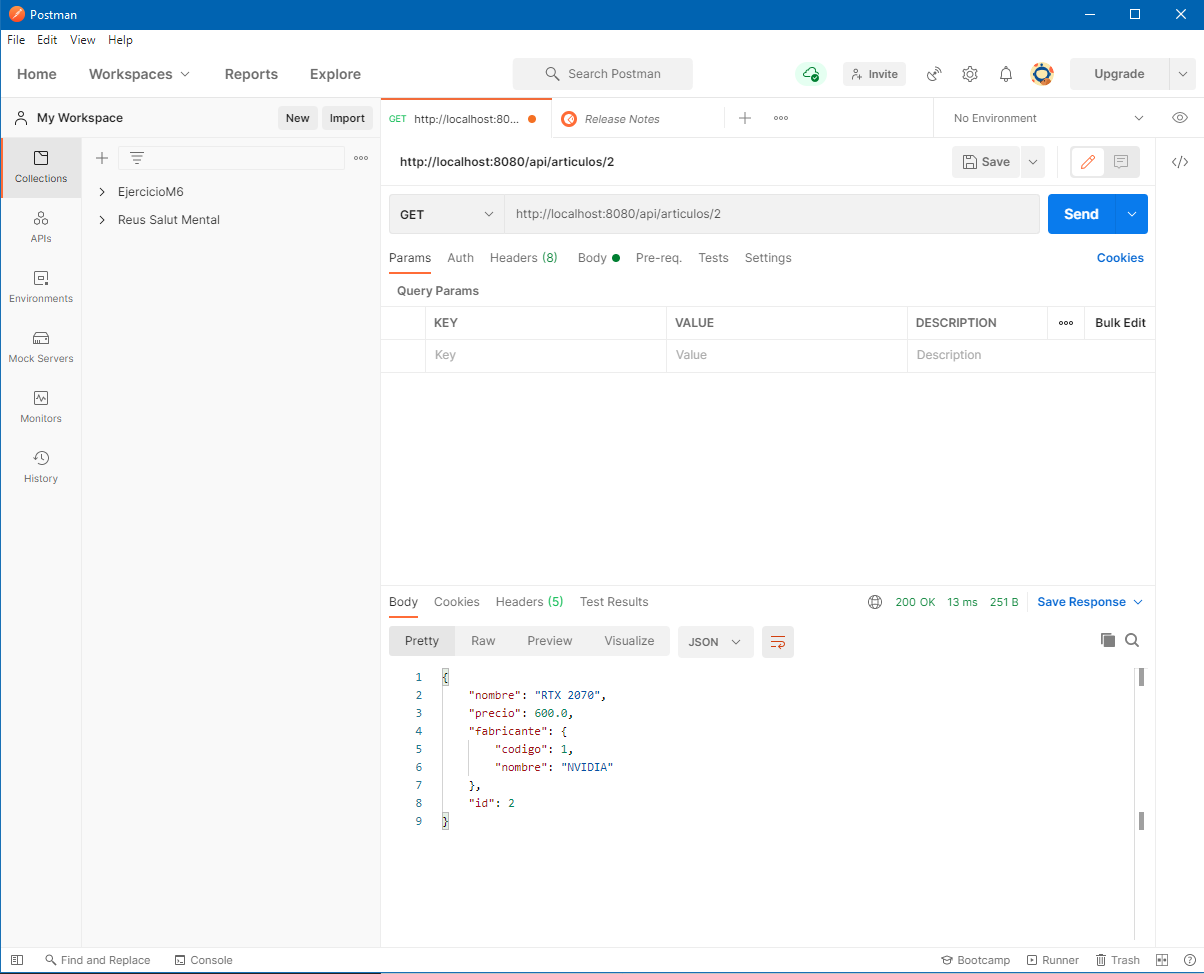 Postman
File Edit View Help
Home Workspaces Reports Explore Search Postman Invite Upgrade
My Workspace New Import
GET http://localhost:80... Release Notes No Environment
Collections
APIs
Environments
Mock Servers
Monitors
History
EjercicioM6
Reus Salut Mental
http://localhost:8080/api/articulos/2 Save
GET http://localhost:8080/api/articulos/2 Send
Params Auth Headers (8) Body Pre-req. Tests Settings Cookies
Query Params
KEY VALUE DESCRIPTION Bulk Edit
Key Value Description
Body Cookies Headers (5) Test Results 200 OK 13 ms 251 B Save Response
Pretty Raw Preview Visualize JSON
1 {
2 "nombre": "RTX 2070",
3 "precio": 600.0,
4 "fabricante": {
5 "codigo": 1,
6 "nombre": "NVIDIA"
7 },
8 "id": 2
9 }
Find and Replace Console Bootcamp Runner Trash